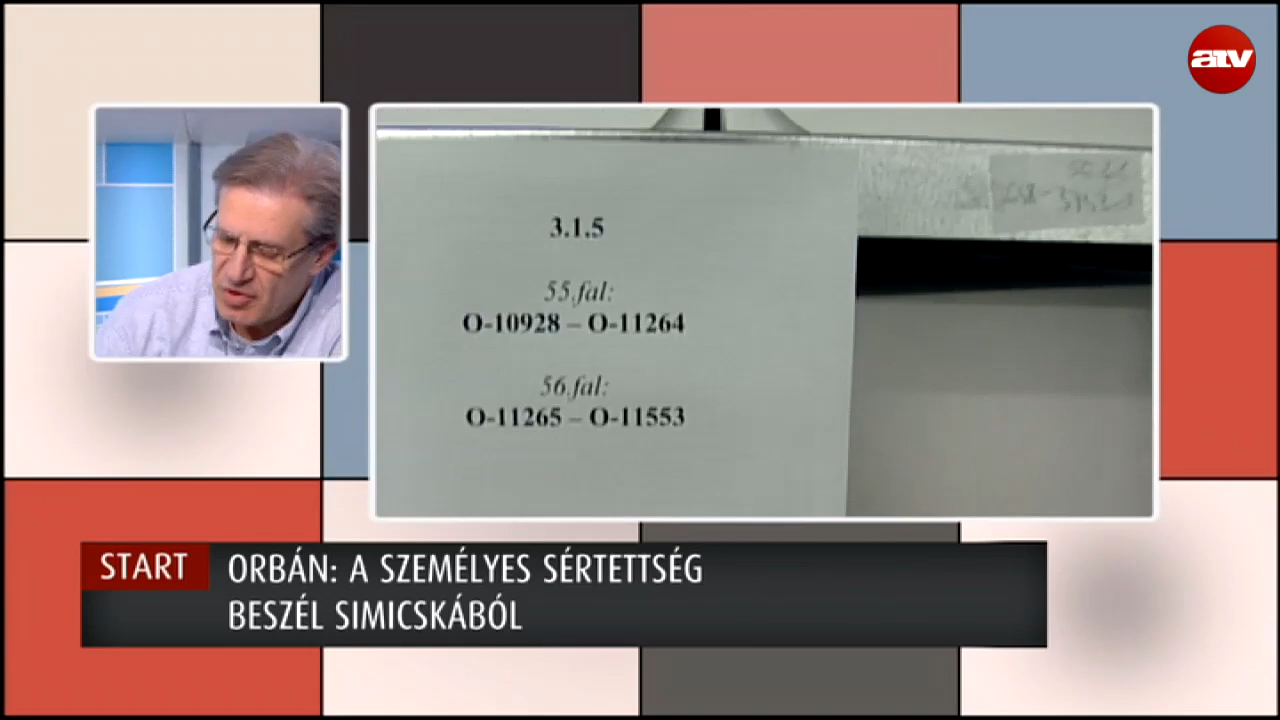 atv
3.1.5
55.fal:
O-10928 – O-11264
56.fal:
O-11265 – O-11553
START
ORBÁN: A SZEMÉLYES SÉRTETTSÉG
BESZÉL SIMICSKÁBÓL